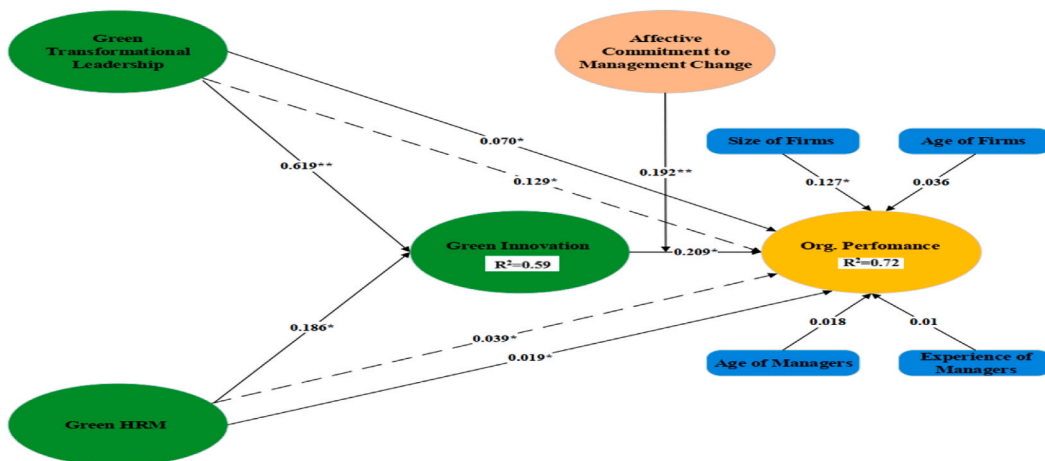 Green
Transformational
Leadership
Affective
Commitment to
Management Change
Size of Firms
Age of Firms
0.070*
0.619**
0.129*
0.192**
0.127*
0.036
Green Innovation
R²=0.59
0.209*
Org. Perfomance
R²=0.72
0.186*
0.039*
0.019*
0.018
0.01
Age of Managers
Experience of
Managers
Green HRM